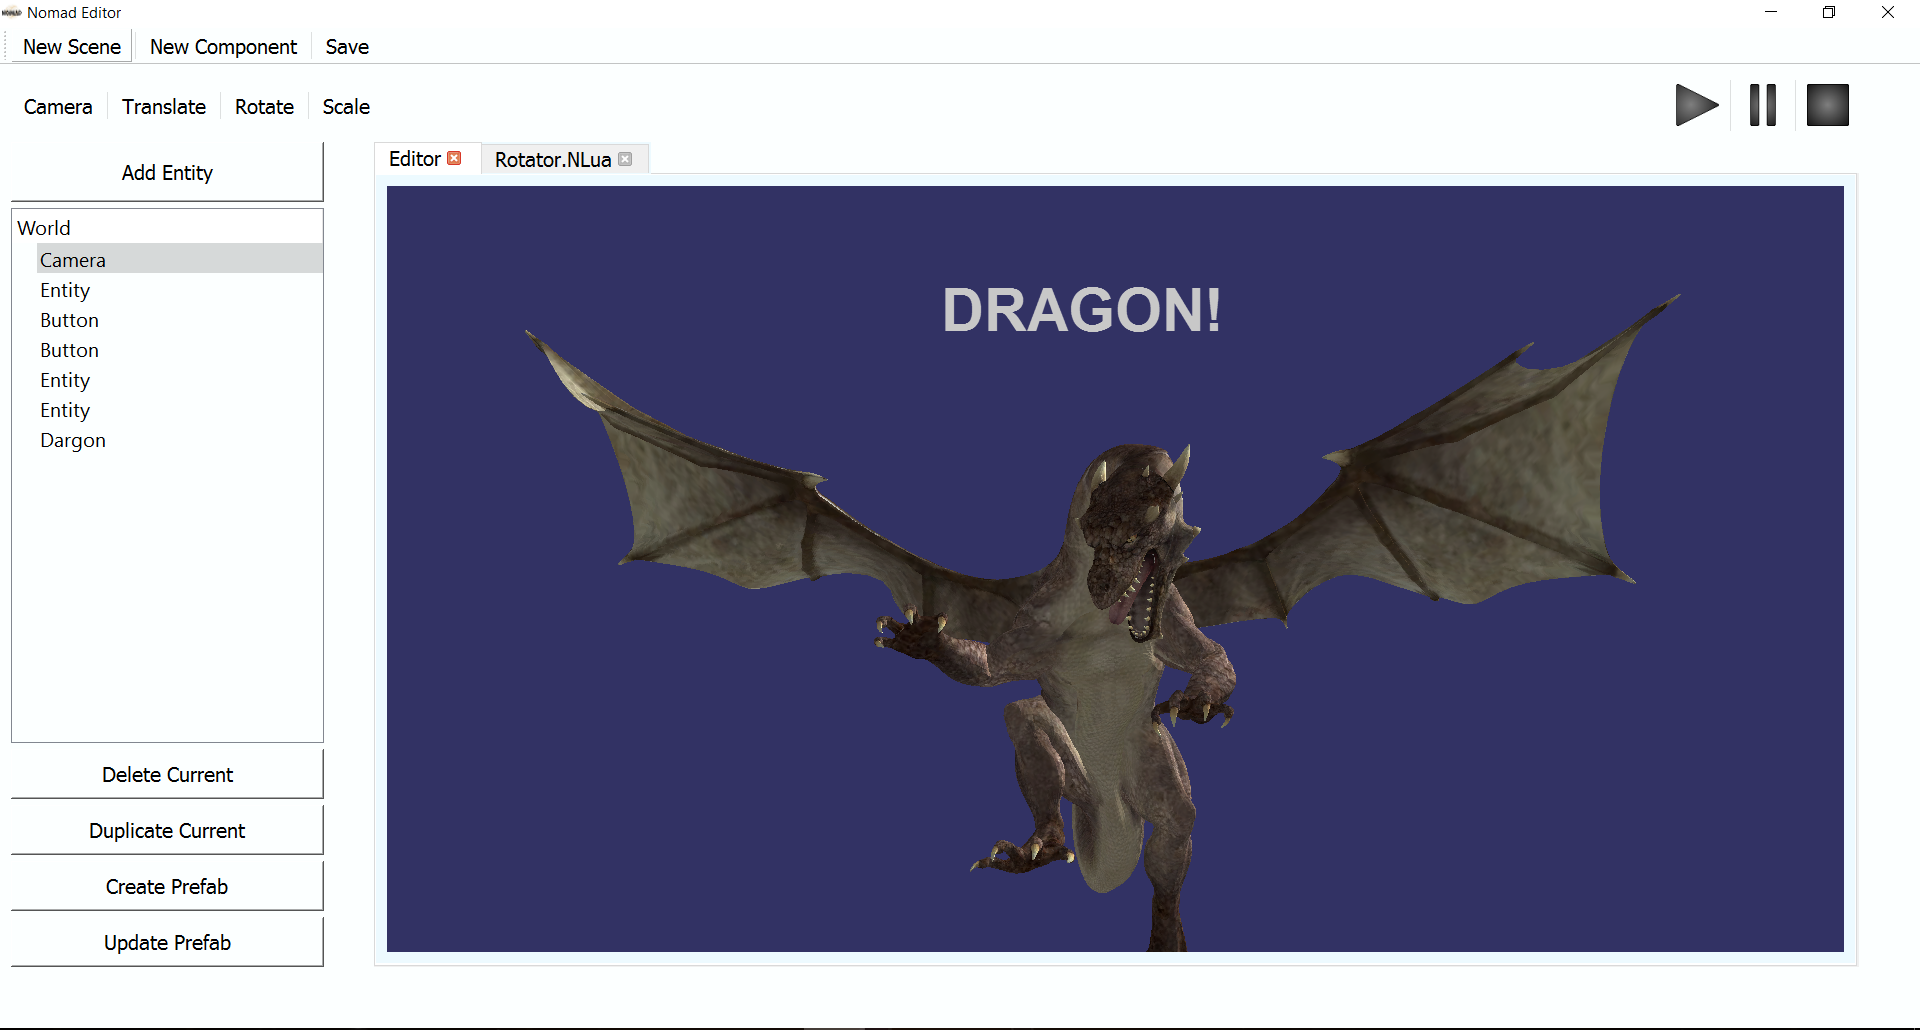 Nomad Editor
New Scene New Component Save
Camera Translate Rotate Scale
Add Entity
World
Camera
Entity
Button
Button
Entity
Entity
Dargon
Delete Current
Duplicate Current
Create Prefab
Update Prefab
Editor Rotator.NLua
DRAGON!